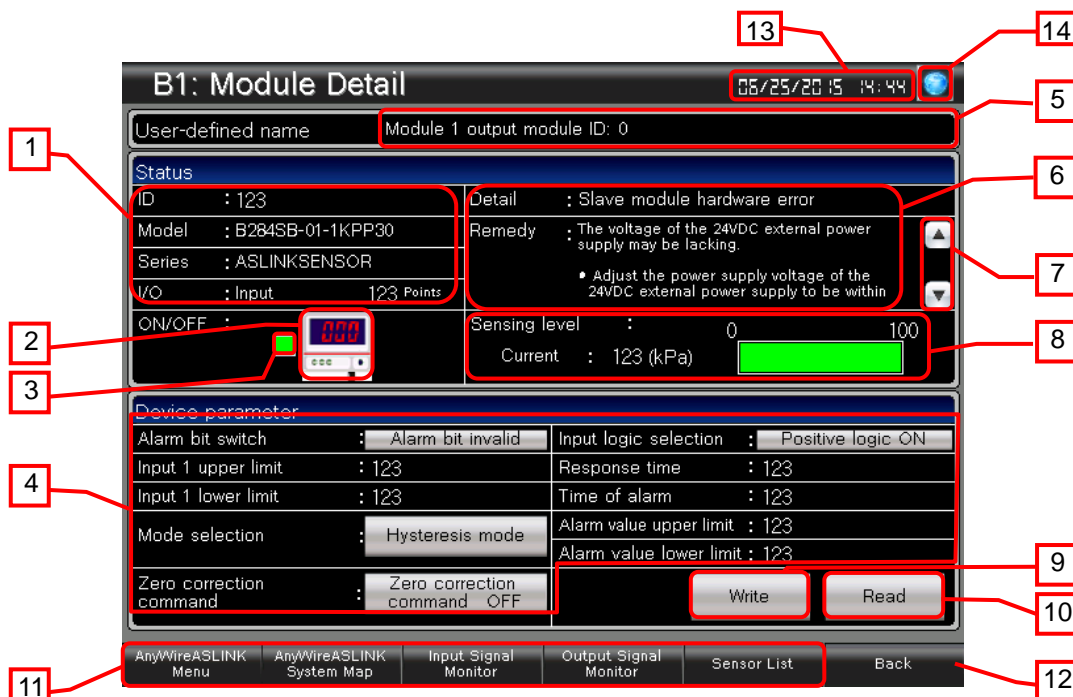 13
14
B1: Module Detail
06/25/2015 14:44
5
User-defined name Module 1 output module ID: 0
1
Status
6
ID : 123
Detail : Slave module hardware error
Model : B284SB-01-1KPP30
Remedy : The voltage of the 24VDC external power
supply may be lacking.
Series : ASLINKSENSOR
• Adjust the power supply voltage of the
24VDC external power supply to be within
7
I/O : Input 123 Points
ON/OFF :
000
2
3
Sensing level : 0 100
Current : 123 (kPa)
8
Device parameter
Alarm bit switch : Alarm bit invalid
Input logic selection : Positive logic ON
Input 1 upper limit : 123
Response time : 123
4
Input 1 lower limit : 123
Time of alarm : 123
Mode selection : Hysteresis mode
Alarm value upper limit : 123
Alarm value lower limit : 123
9
Zero correction
command : Zero correction
command OFF
Write
Read
10
AnyWireASLINK
Menu
AnyWireASLINK
System Map
Input Signal
Monitor
Output Signal
Monitor
Sensor List
Back
11
12